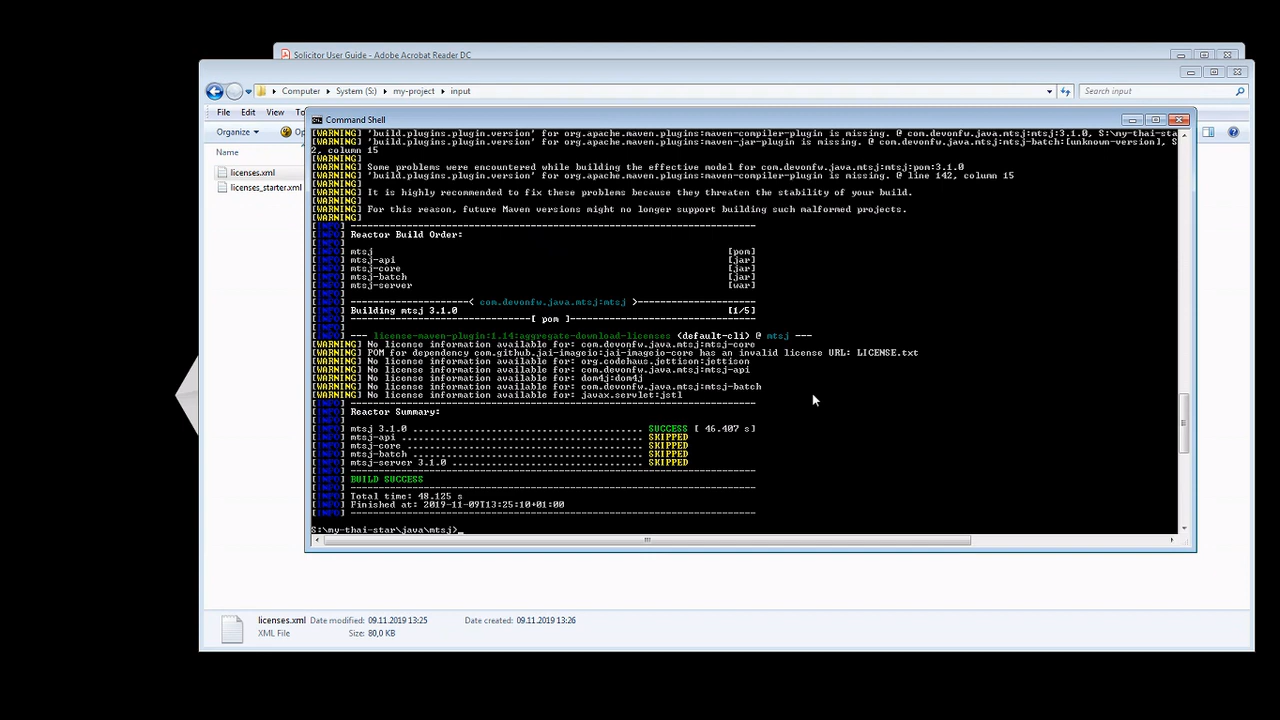 Solicitor User Guide - Adobe Acrobat Reader DC
Computer System (S:) my-project input
Search input
File Edit View To
Organize Op
Name
licenses.xml
licenses_starter.xml
Command Shell
[WARNING] 'build.plugins.plugin.version' for org.apache.maven.plugins:maven-compiler-plugin is missing. @ com.devonfw.java.mtsj:mtsj:3.1.0, S:\my-thai-sta
[WARNING] 'build.plugins.plugin.version' for org.apache.maven.plugins:maven-jar-plugin is missing. @ com.devonfw.java.mtsj:mtsj-batch:[unknown-version], S
2, column 15
[WARNING]
[WARNING] Some problems were encountered while building the effective model for com.devonfw.java.mtsj:mtsj:pom:3.1.0
[WARNING] 'build.plugins.plugin.version' for org.apache.maven.plugins:maven-compiler-plugin is missing. @ line 142, column 15
[WARNING]
[WARNING] It is highly recommended to fix these problems because they threaten the stability of your build.
[WARNING]
[WARNING] For this reason, future Maven versions might no longer support building such malformed projects.
[WARNING]
[INFO] ------------------------------------------------------------------------
[INFO] Reactor Build Order:
[INFO]
[INFO] mtsj [pom]
[INFO] mtsj-api [jar]
[INFO] mtsj-core [jar]
[INFO] mtsj-batch [jar]
[INFO] mtsj-server [war]
[INFO]
[INFO] ---------------------< com.devonfw.java.mtsj:mtsj >---------------------
[INFO] Building mtsj 3.1.0 [1/5]
[INFO] --------------------------------[ pom ]---------------------------------
[INFO]
[INFO] --- license-maven-plugin:1.14:aggregate-download-licenses (default-cli) @ mtsj ---
[WARNING] No license information available for: com.devonfw.java.mtsj:mtsj-core
[WARNING] POM for dependency com.github.jai-imageio:jai-imageio-core has an invalid license URL: LICENSE.txt
[WARNING] No license information available for: org.codehaus.jettison:jettison
[WARNING] No license information available for: com.devonfw.java.mtsj:mtsj-api
[WARNING] No license information available for: dom4j:dom4j
[WARNING] No license information available for: com.devonfw.java.mtsj:mtsj-batch
[WARNING] No license information available for: javax.servlet:jstl
[INFO] ------------------------------------------------------------------------
[INFO] Reactor Summary:
[INFO]
[INFO] mtsj 3.1.0 ......................................... SUCCESS [ 46.407 s]
[INFO] mtsj-api ........................................... SKIPPED
[INFO] mtsj-core .......................................... SKIPPED
[INFO] mtsj-batch ......................................... SKIPPED
[INFO] mtsj-server 3.1.0 .................................. SKIPPED
[INFO] ------------------------------------------------------------------------
[INFO] BUILD SUCCESS
[INFO] ------------------------------------------------------------------------
[INFO] Total time: 48.125 s
[INFO] Finished at: 2019-11-09T13:25:10+01:00
[INFO] ------------------------------------------------------------------------
S:\my-thai-star\java\mtsj>_
licenses.xml Date modified: 09.11.2019 13:25 Date created: 09.11.2019 13:26
XML File Size: 80,0 KB